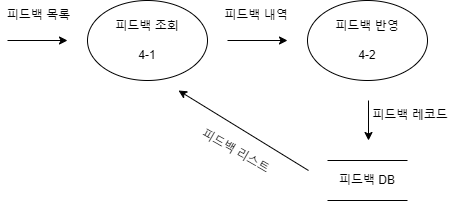 피드백 목록
피드백 조회
4-1
피드백 내역
피드백 반영
4-2
피드백 레코드
피드백 리스트
피드백 DB